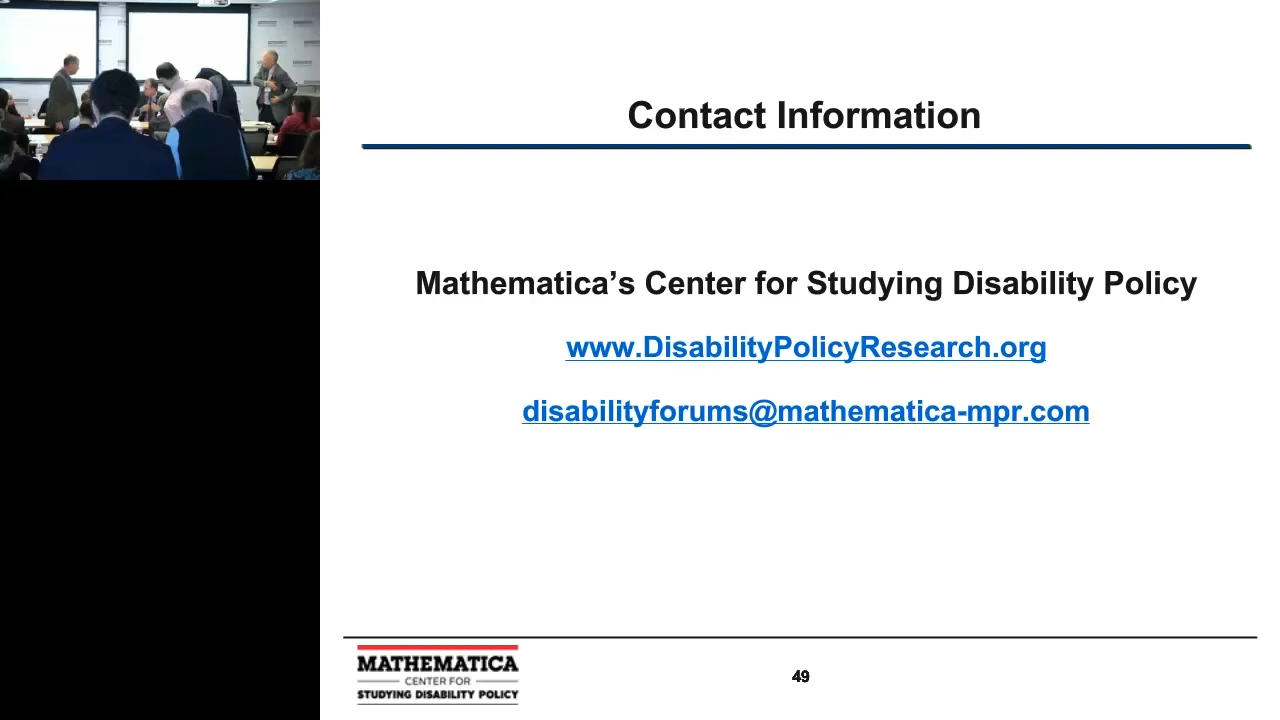 Contact Information
Mathematica’s Center for Studying Disability Policy
www.DisabilityPolicyResearch.org
disabilityforums@mathematica-mpr.com
MATHEMATICA
CENTER FOR
STUDYING DISABILITY POLICY
49